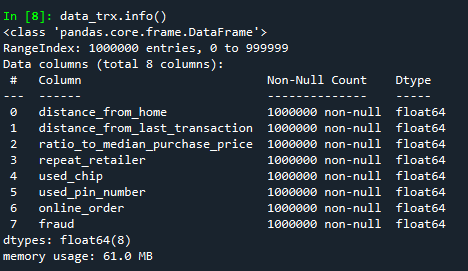 In [8]: data_trx.info()
<class 'pandas.core.frame.DataFrame'>
RangeIndex: 1000000 entries, 0 to 999999
Data columns (total 8 columns):
 #   Column                          Non-Null Count    Dtype
---  ------                          --------------    -----
 0   distance_from_home              1000000 non-null  float64
 1   distance_from_last_transaction  1000000 non-null  float64
 2   ratio_to_median_purchase_price  1000000 non-null  float64
 3   repeat_retailer                 1000000 non-null  float64
 4   used_chip                       1000000 non-null  float64
 5   used_pin_number                 1000000 non-null  float64
 6   online_order                    1000000 non-null  float64
 7   fraud                           1000000 non-null  float64
dtypes: float64(8)
memory usage: 61.0 MB